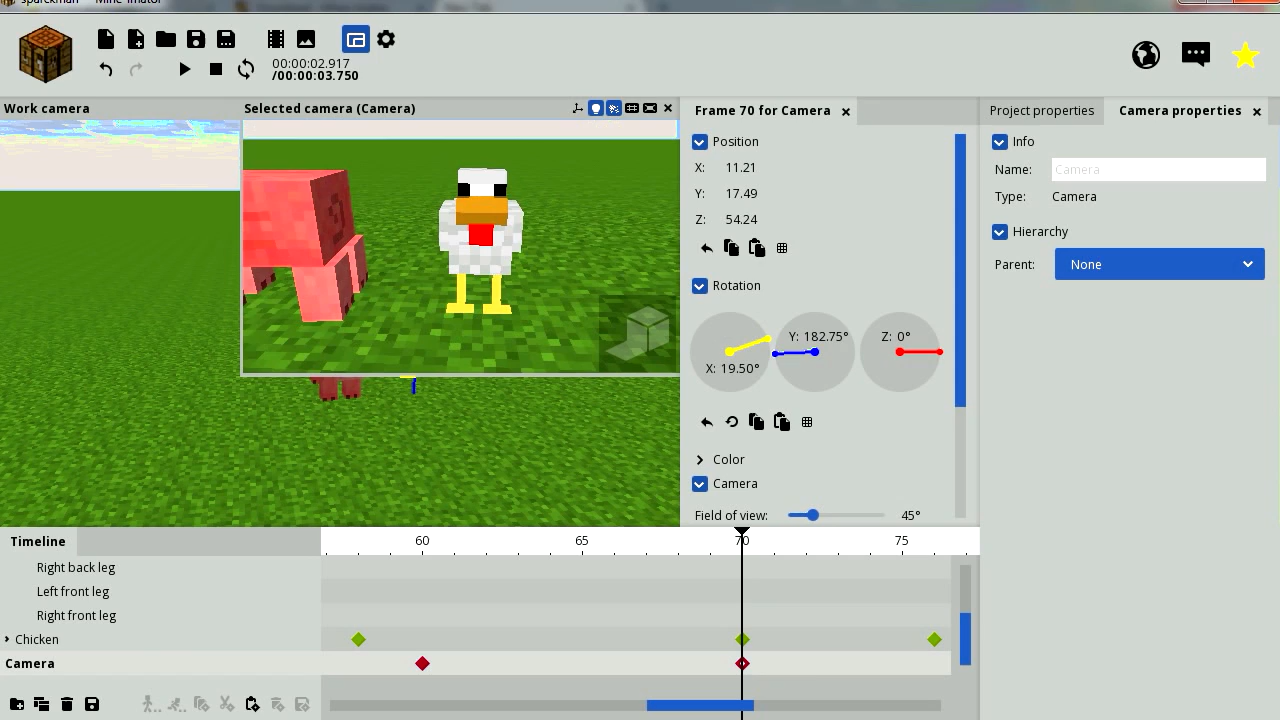 sparckman — Mine-imator
00:00:02.917
/00:00:03.750
Work camera
Selected camera (Camera)
Frame 70 for Camera
Project properties
Camera properties
Position
X: 11.21
Y: 17.49
Z: 54.24
Rotation
X: 19.50°
Y: 182.75°
Z: 0°
Color
Camera
Field of view: 45°
Info
Name: Camera
Type: Camera
Hierarchy
Parent: None
Timeline
60 65 70 75
Right back leg
Left front leg
Right front leg
Chicken
Camera